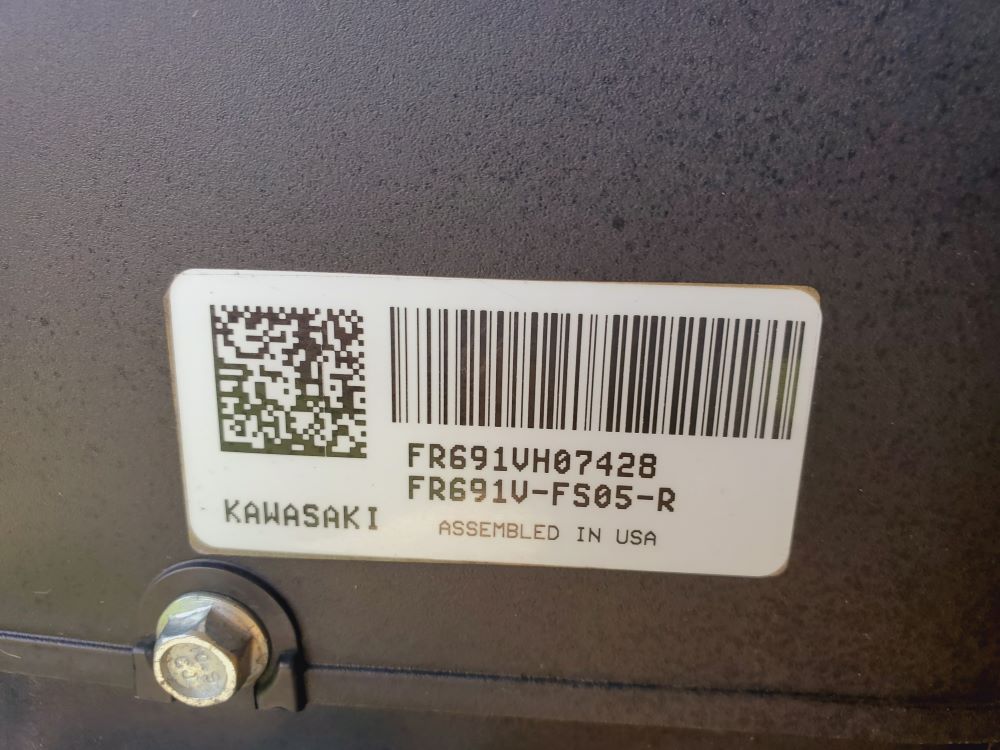 FR691VH07428
FR691V-FS05-R
KAWASAKI
ASSEMBLED IN USA